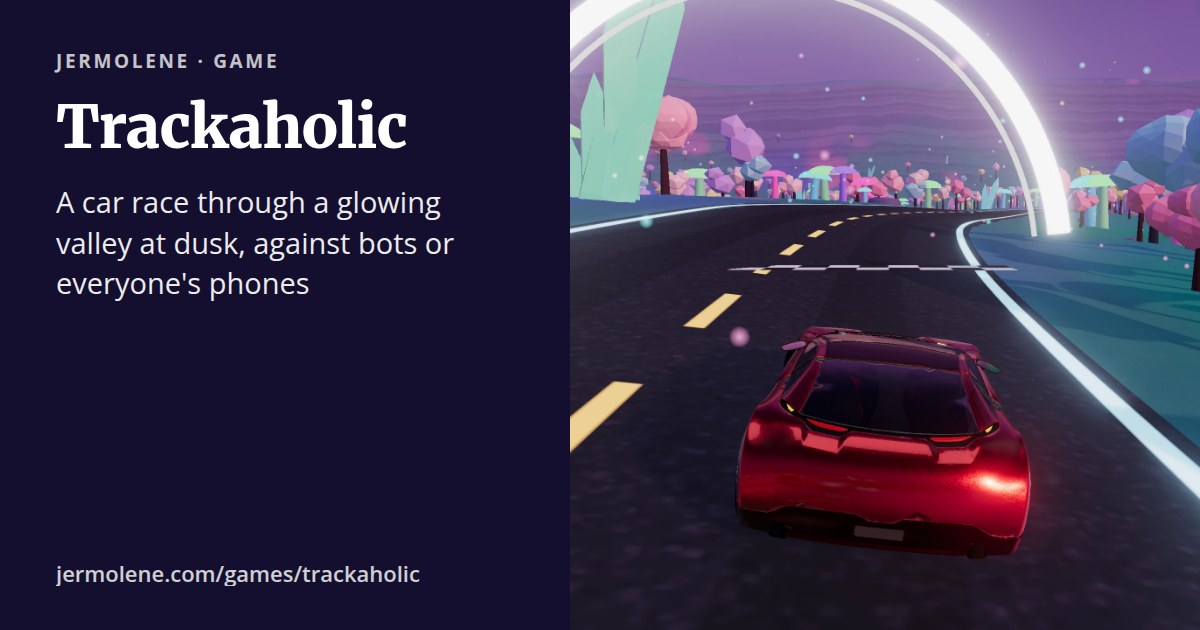 JERMOLENE · GAME
Trackaholic
A car race through a glowing
valley at dusk, against bots or
everyone's phones
jermolene.com/games/trackaholic